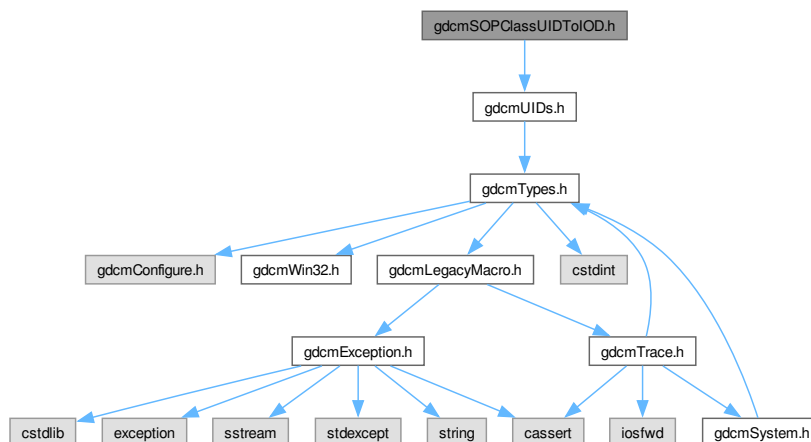 gdcmSOPClassUIDToIOD.h
gdcmUIDs.h
gdcmTypes.h
gdcmConfigure.h
gdcmWin32.h
gdcmLegacyMacro.h
cstdint
gdcmException.h
gdcmTrace.h
cstdlib
exception
sstream
stdexcept
string
cassert
iosfwd
gdcmSystem.h